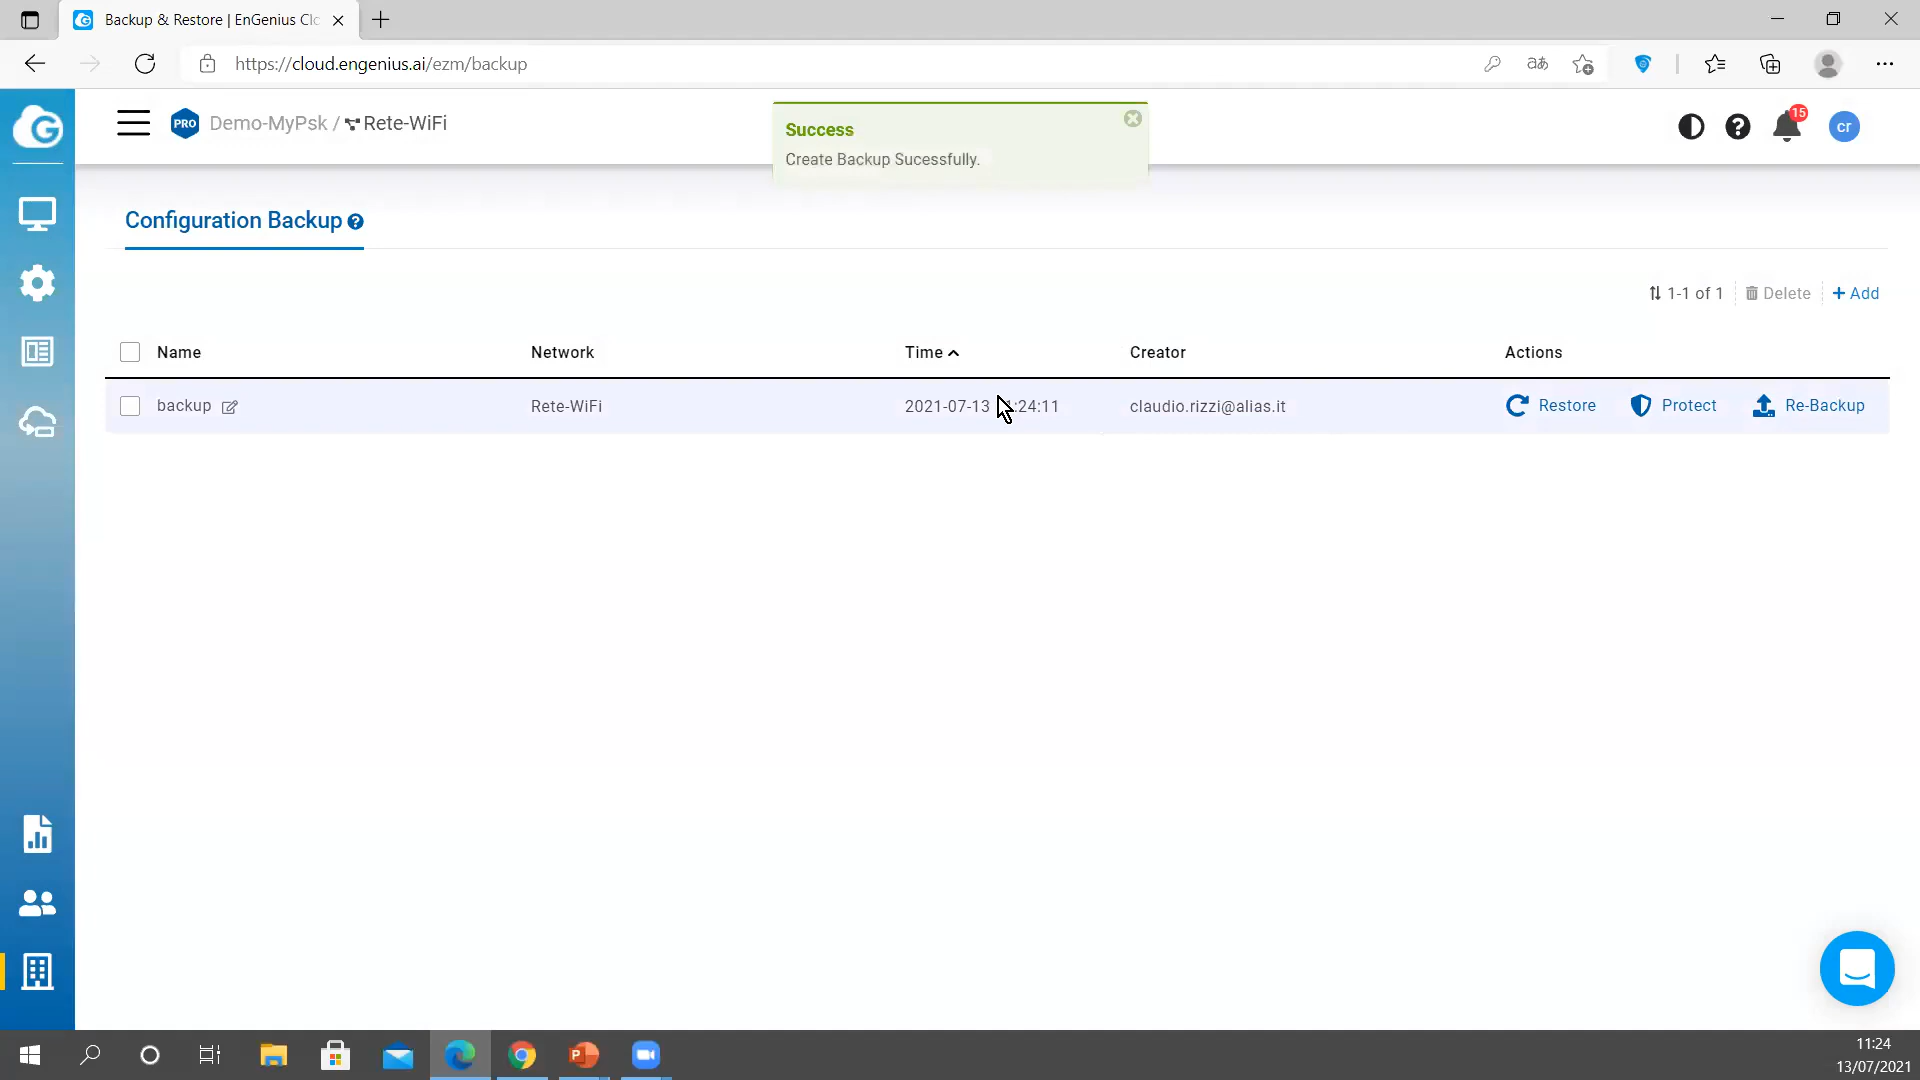 Backup & Restore | EnGenius Clo
https://cloud.engenius.ai/ezm/backup
aあ
PRO Demo-MyPsk / Rete-WiFi
Success
Create Backup Sucessfully.
15
cr
Configuration Backup
1-1 of 1 Delete + Add
Name Network Time Creator Actions
backup Rete-WiFi 2021-07-13 :24:11 claudio.rizzi@alias.it Restore Protect Re-Backup
11:24
13/07/2021